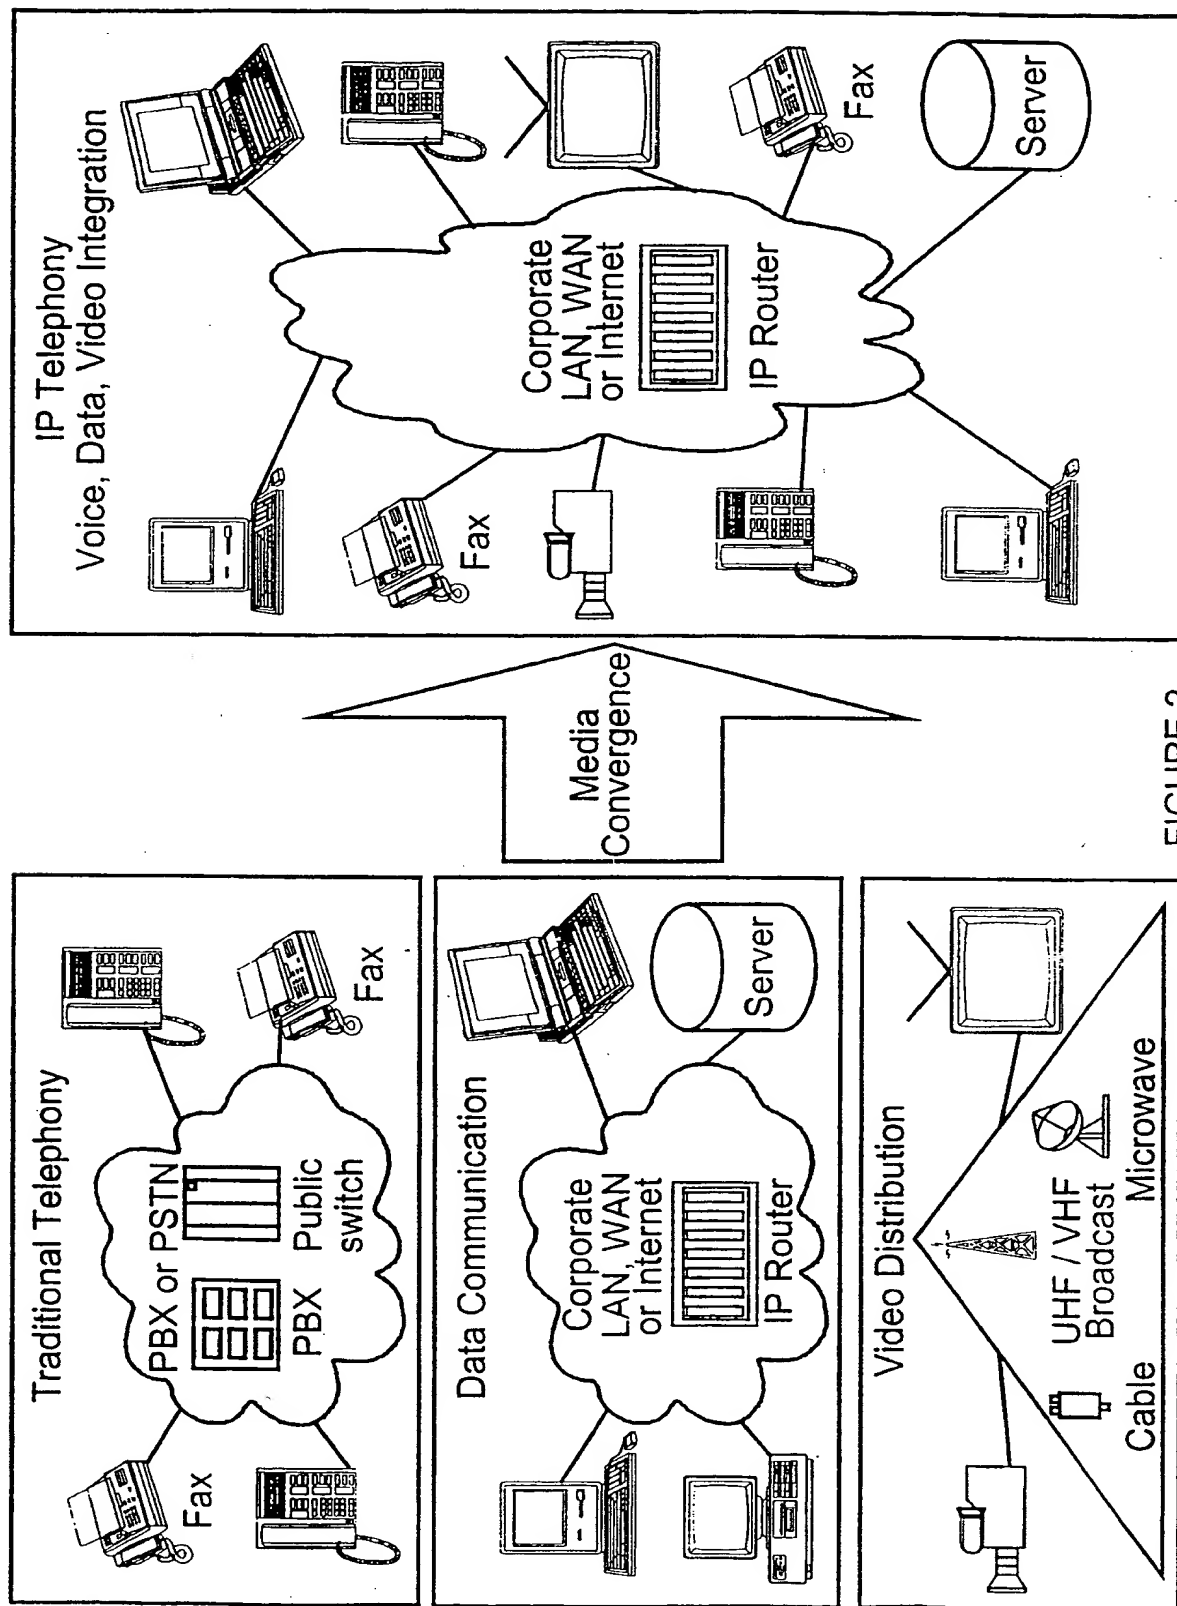 Traditional Telephony
PBX or PSTN
PBX
Public
switch
Fax
Fax
Data Communication
Corporate
LAN, WAN
or Internet
IP Router
Server
Video Distribution
Cable
UHF / VHF
Broadcast
Microwave
Media
Convergence
IP Telephony
Voice, Data, Video Integration
Fax
Corporate
LAN, WAN
or Internet
IP Router
Fax
Server